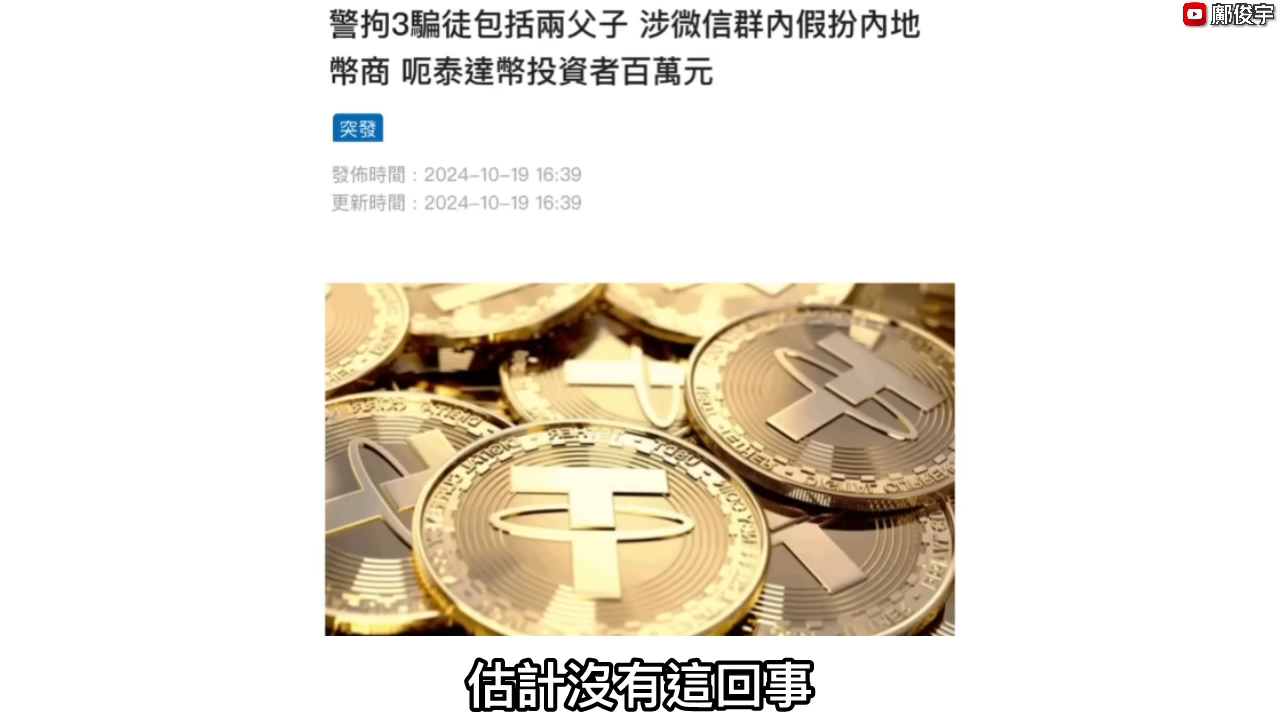 警拘3騙徒包括兩父子 涉微信群內假扮內地
幣商 呃泰達幣投資者百萬元
突發
發佈時間：2024-10-19 16:39
更新時間：2024-10-19 16:39
鄺俊宇
估計沒有這回事